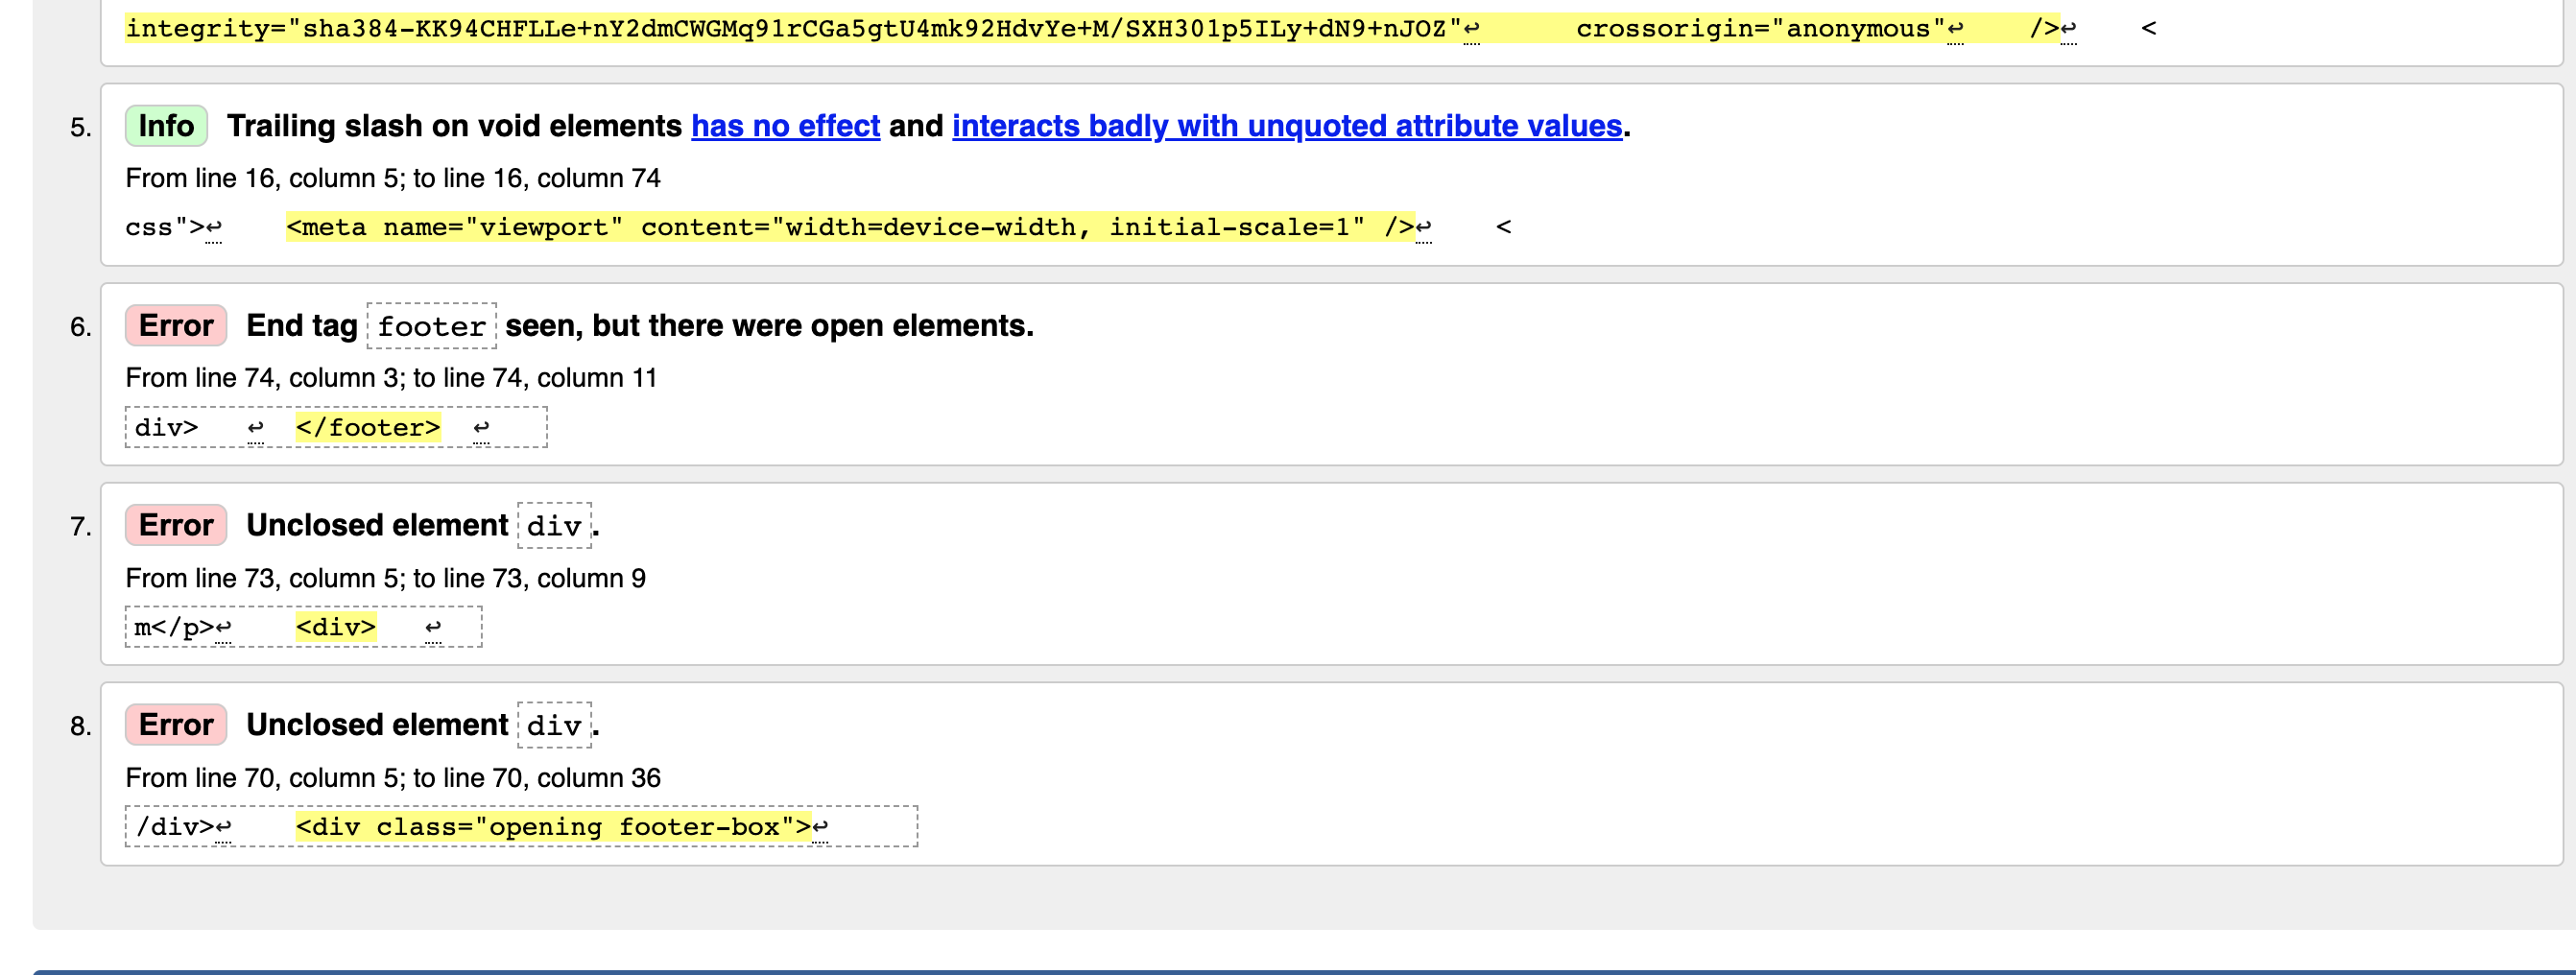 integrity="sha384-KK94CHFLLe+nY2dmCWGMq91rCGa5gtU4mk92HdvYe+M/SXH301p5ILy+dN9+nJOZ"↩ crossorigin="anonymous"↩ />↩ <
5. Info Trailing slash on void elements has no effect and interacts badly with unquoted attribute values.
From line 16, column 5; to line 16, column 74
css">↩ <meta name="viewport" content="width=device-width, initial-scale=1" />↩ <
6. Error End tag footer seen, but there were open elements.
From line 74, column 3; to line 74, column 11
div> ↩ </footer> ↩
7. Error Unclosed element div.
From line 73, column 5; to line 73, column 9
m</p>↩ <div> ↩
8. Error Unclosed element div.
From line 70, column 5; to line 70, column 36
/div>↩ <div class="opening footer-box">↩